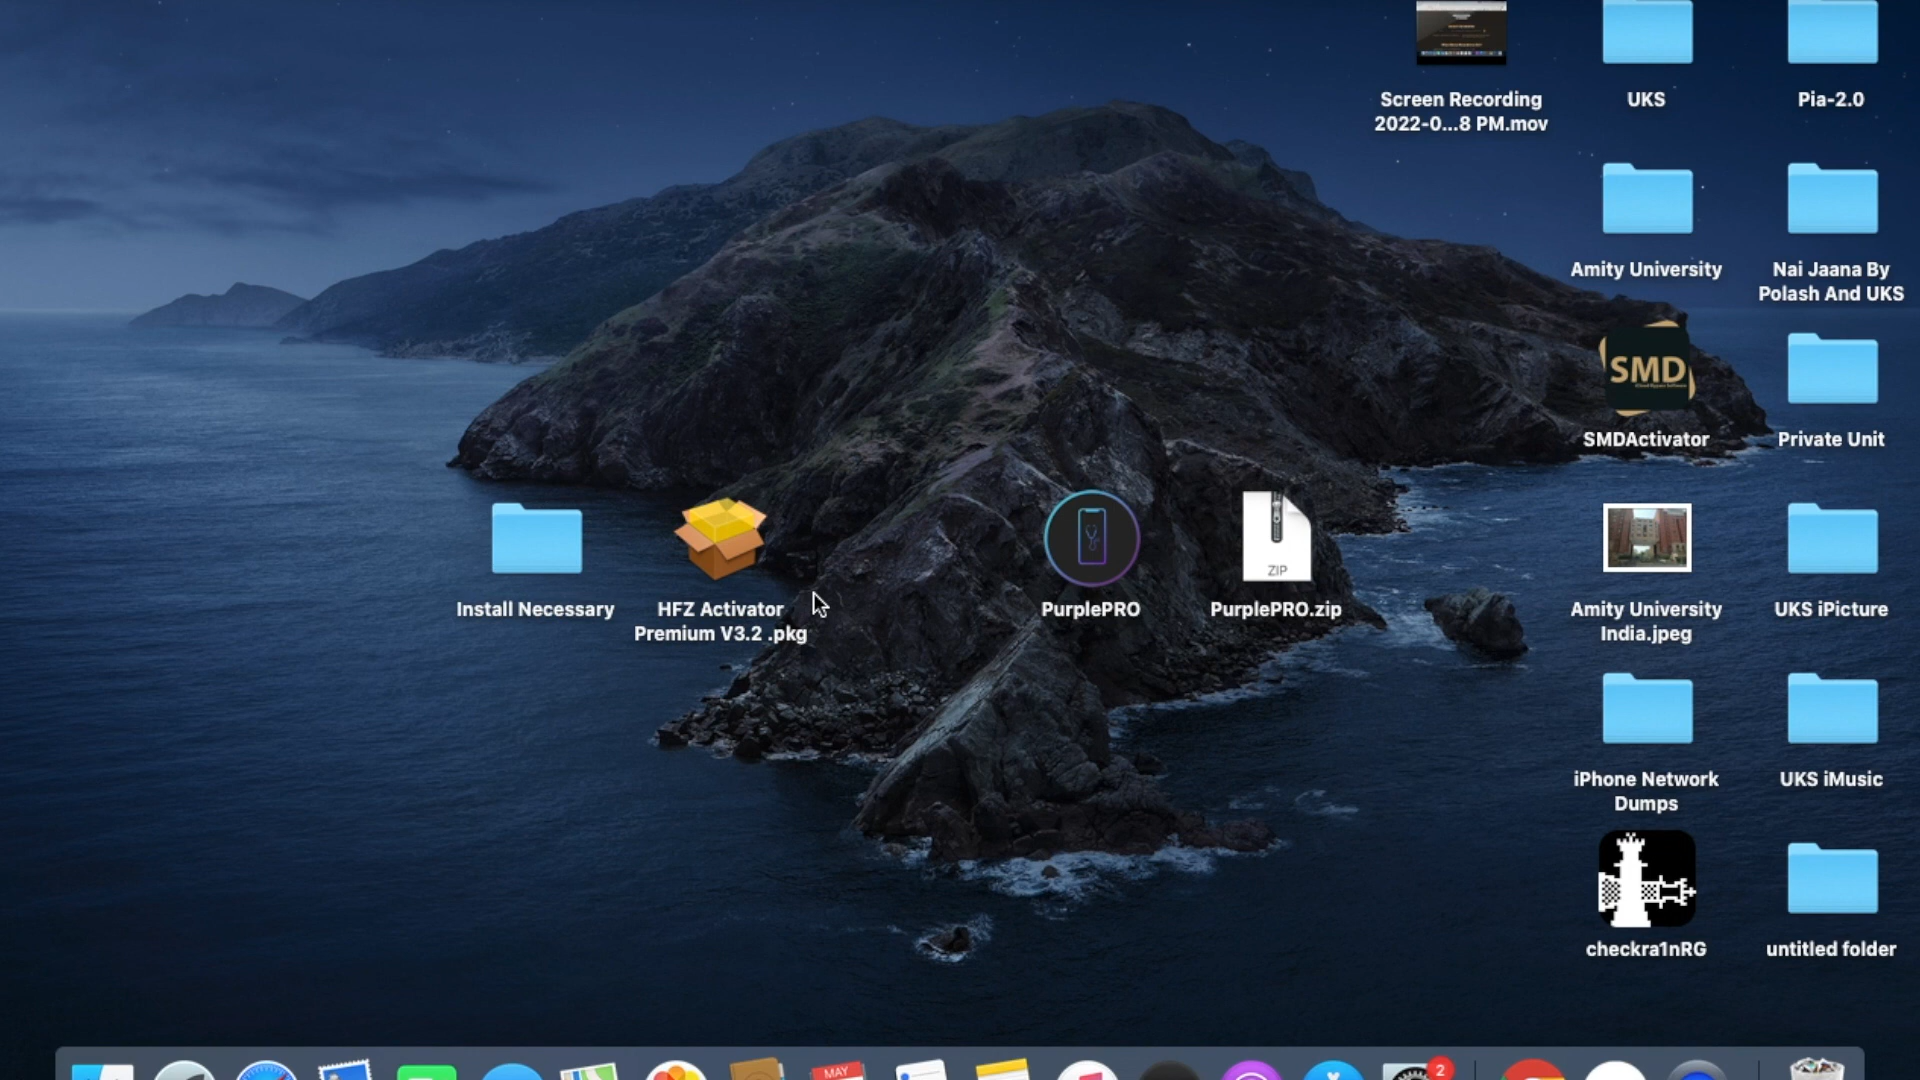 Screen Recording
2022-0...8 PM.mov
UKS
Pia-2.0
Amity University
Nai Jaana By
Polash And UKS
SMD
SMDActivator
Private Unit
Install Necessary
HFZ Activator
Premium V3.2 .pkg
PurplePRO
ZIP
PurplePRO.zip
Amity University
India.jpeg
UKS iPicture
iPhone Network
Dumps
UKS iMusic
checkra1nRG
untitled folder
MAY
2